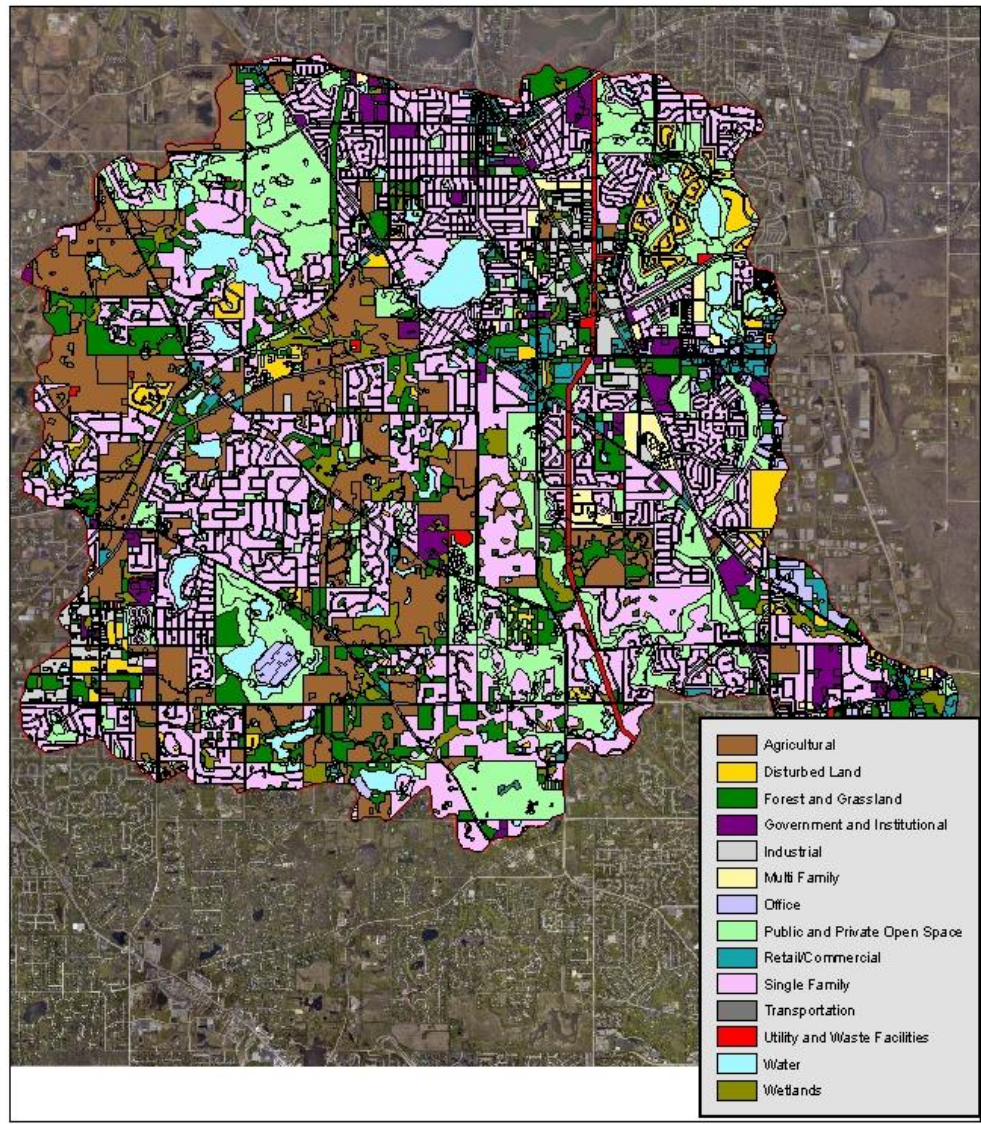 Agricultural
Disturbed Land
Forest and Grassland
Government and Institutional
Industrial
Multi Family
Office
Public and Private Open Space
Retail/Commercial
Single Family
Transportation
Utility and Waste Facilities
Water
Wetlands